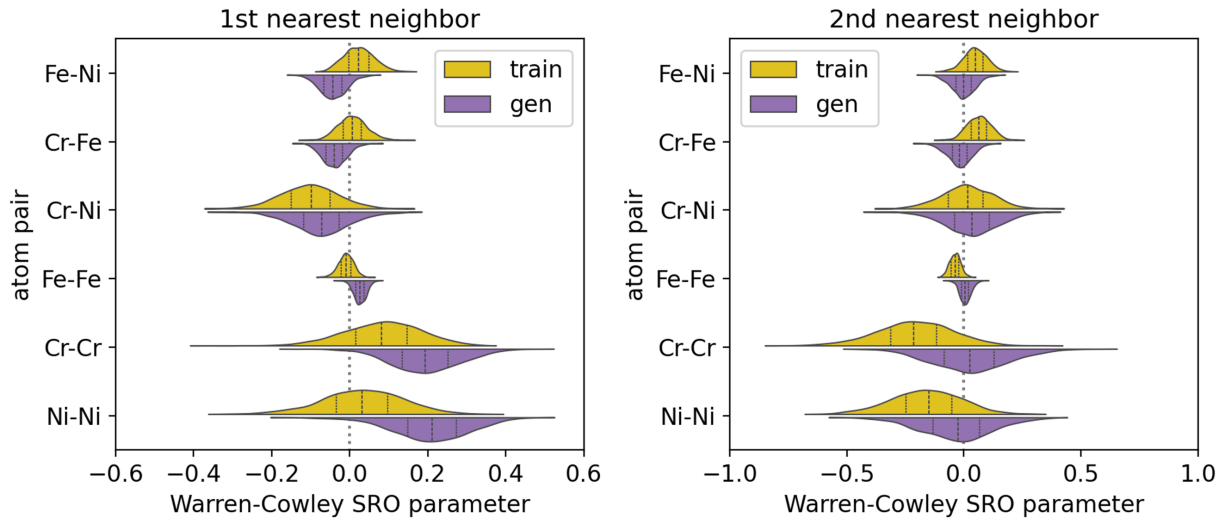 1st nearest neighbor
Fe-Ni
Cr-Fe
Cr-Ni
Fe-Fe
Cr-Cr
Ni-Ni
atom pair
train
gen
−0.6 −0.4 −0.2 0.0 0.2 0.4 0.6
Warren-Cowley SRO parameter
2nd nearest neighbor
Fe-Ni
Cr-Fe
Cr-Ni
Fe-Fe
Cr-Cr
Ni-Ni
atom pair
train
gen
−1.0 −0.5 0.0 0.5 1.0
Warren-Cowley SRO parameter